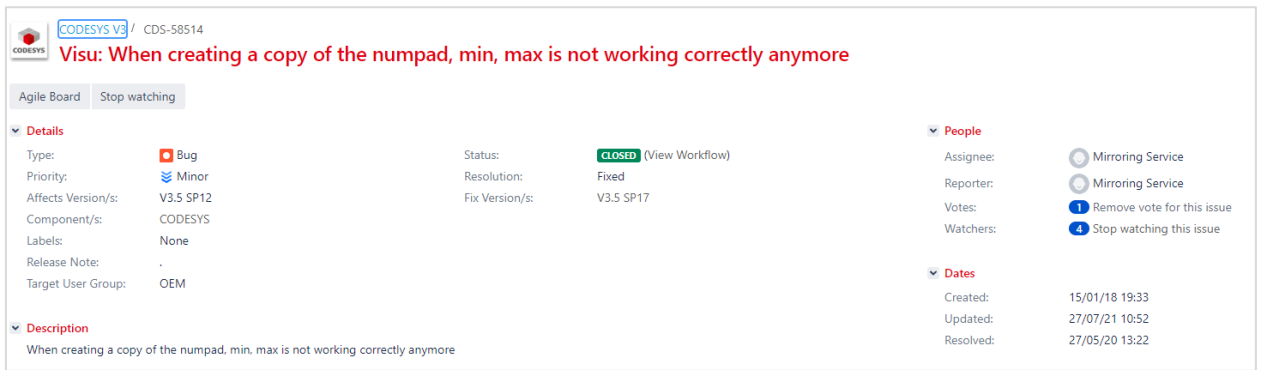 CODESYS
CODESYS V3 / CDS-58514
Visu: When creating a copy of the numpad, min, max is not working correctly anymore
Agile Board Stop watching
Details
Type: Bug
Priority: Minor
Affects Version/s: V3.5 SP12
Component/s: CODESYS
Labels: None
Release Note: .
Target User Group: OEM
Status: CLOSED (View Workflow)
Resolution: Fixed
Fix Version/s: V3.5 SP17
Description
When creating a copy of the numpad, min, max is not working correctly anymore
People
Assignee: Mirroring Service
Reporter: Mirroring Service
Votes: 1 Remove vote for this issue
Watchers: 4 Stop watching this issue
Dates
Created: 15/01/18 19:33
Updated: 27/07/21 10:52
Resolved: 27/05/20 13:22